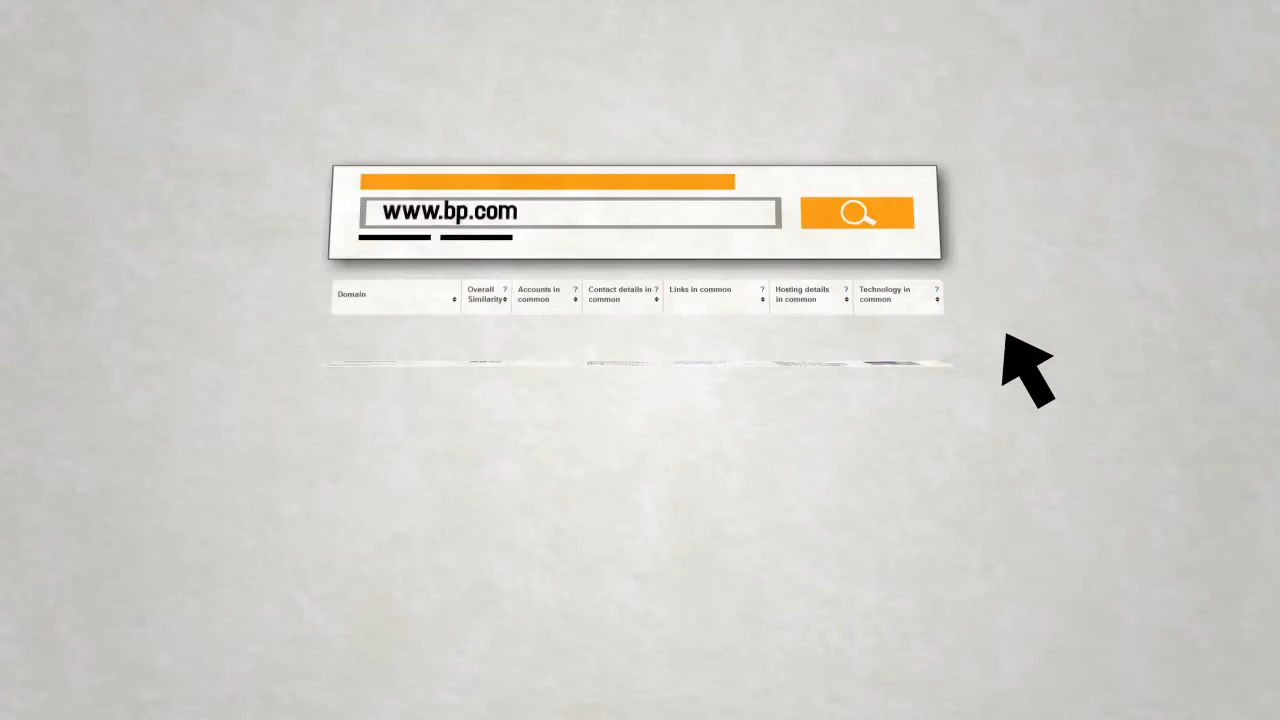 www.bp.com
Domain
Overall ?
Similarity
Accounts in ?
common
Contact details in ?
common
Links in common ?
Hosting details ?
in common
Technology in ?
common